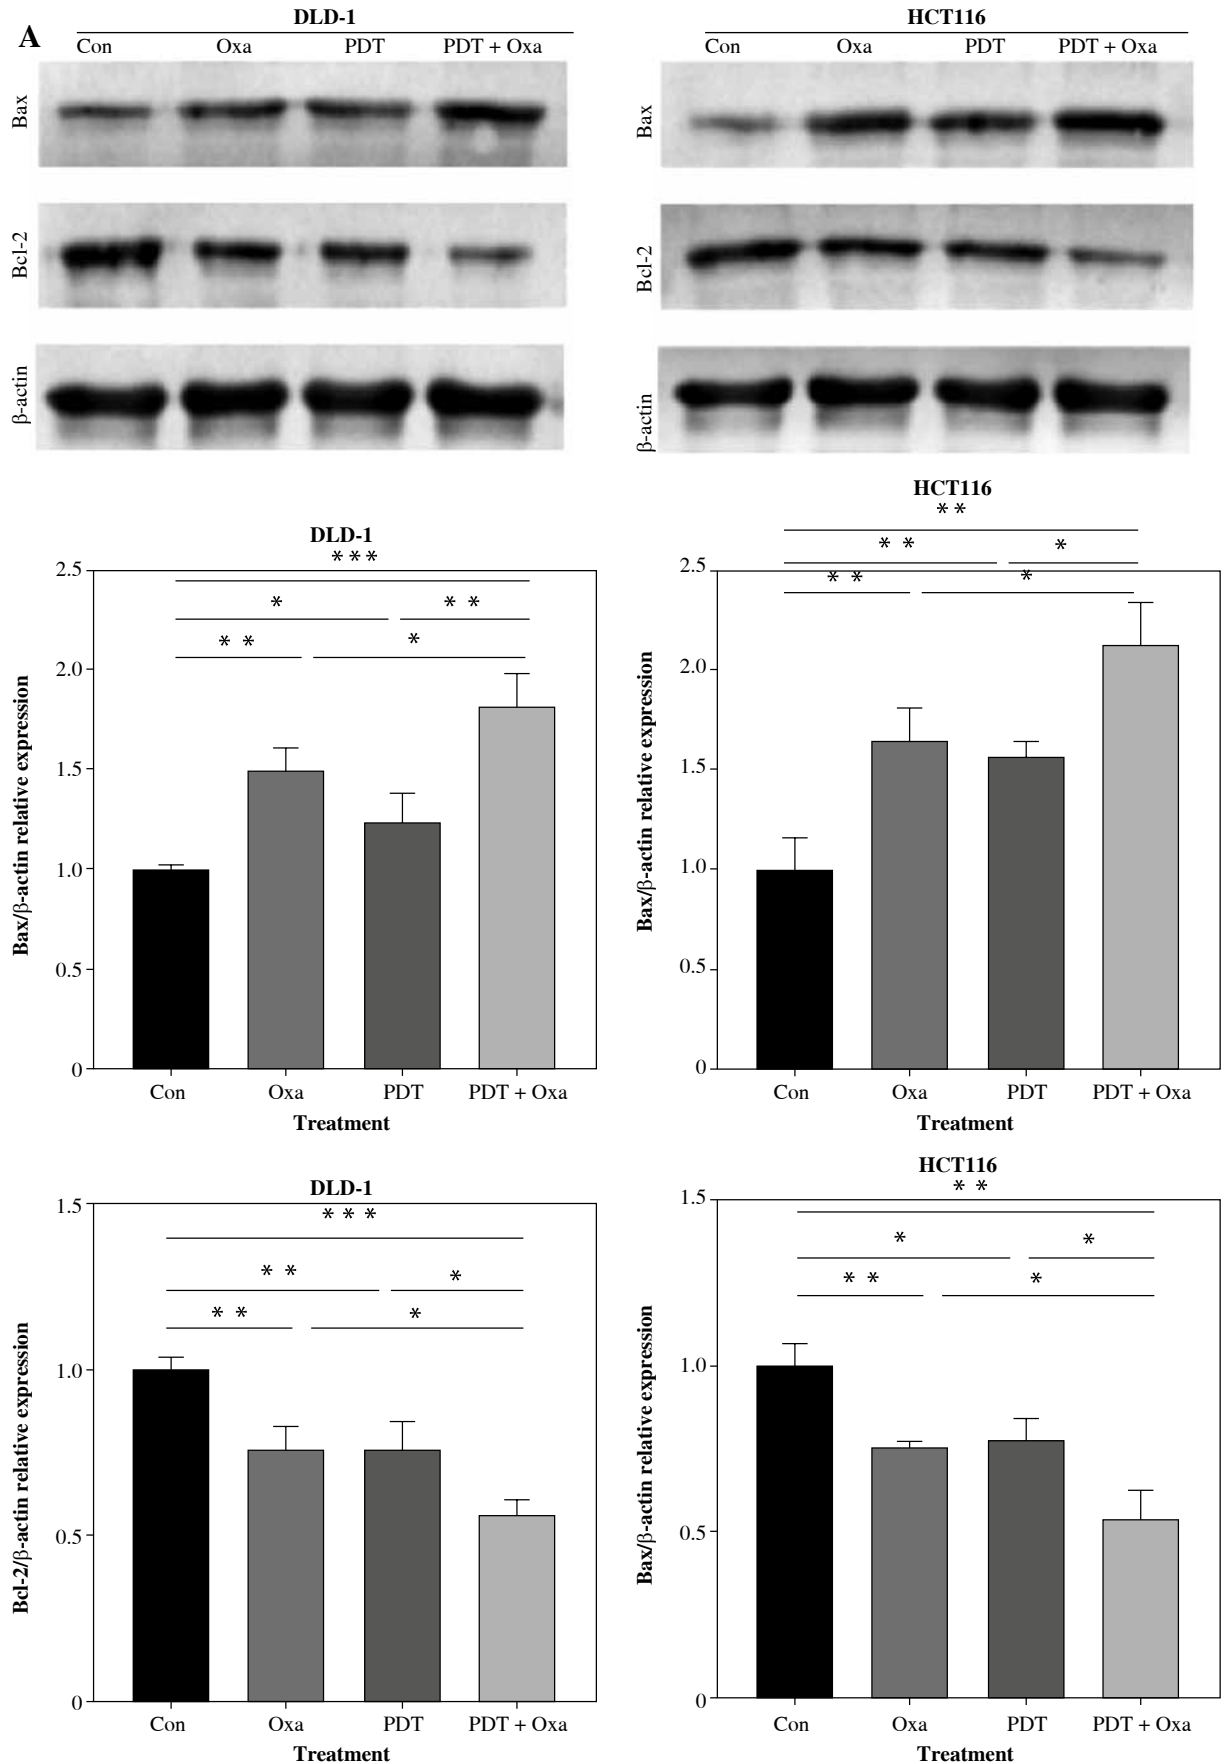 A
DLD-1
Con Oxa PDT PDT + Oxa
Bax
Bcl-2
β-actin
HCT116
Con Oxa PDT PDT + Oxa
Bax
Bcl-2
β-actin
DLD-1
***
* **
** *
Bax/β-actin relative expression
2.5
2.0
1.5
1.0
0.5
0
Con Oxa PDT PDT + Oxa
Treatment
HCT116
**
** *
** *
Bax/β-actin relative expression
2.5
2.0
1.5
1.0
0.5
0
Con Oxa PDT PDT + Oxa
Treatment
DLD-1
***
** *
** *
Bcl-2/β-actin relative expression
1.5
1.0
0.5
0
Con Oxa PDT PDT + Oxa
Treatment
HCT116
**
* *
** *
Bax/β-actin relative expression
1.5
1.0
0.5
0
Con Oxa PDT PDT + Oxa
Treatment